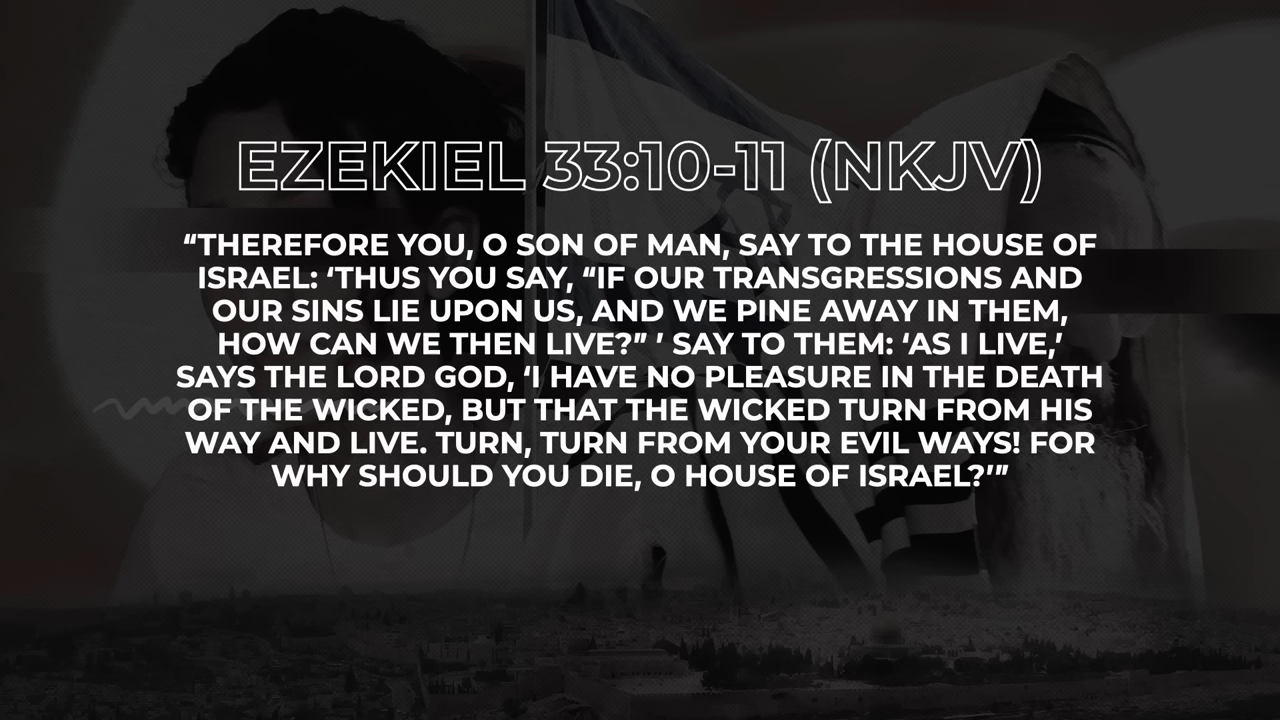 EZEKIEL 33:10-11 (NKJV)
“THEREFORE YOU, O SON OF MAN, SAY TO THE HOUSE OF
ISRAEL: ‘THUS YOU SAY, “IF OUR TRANSGRESSIONS AND
OUR SINS LIE UPON US, AND WE PINE AWAY IN THEM,
HOW CAN WE THEN LIVE?” ’ SAY TO THEM: ‘AS I LIVE,’
SAYS THE LORD GOD, ‘I HAVE NO PLEASURE IN THE DEATH
OF THE WICKED, BUT THAT THE WICKED TURN FROM HIS
WAY AND LIVE. TURN, TURN FROM YOUR EVIL WAYS! FOR
WHY SHOULD YOU DIE, O HOUSE OF ISRAEL?’”